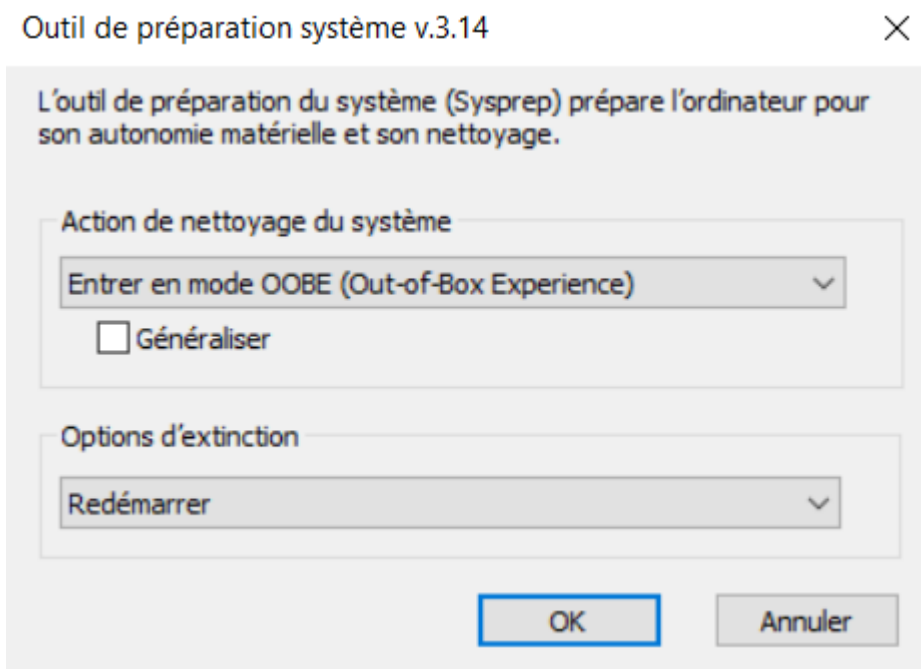 Outil de préparation système v.3.14
L'outil de préparation du système (Sysprep) prépare l'ordinateur pour
son autonomie matérielle et son nettoyage.
Action de nettoyage du système
Entrer en mode OOBE (Out-of-Box Experience)
Généraliser
Options d'extinction
Redémarrer
OK Annuler